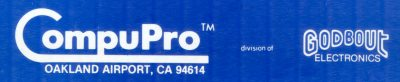 CompuPro™
OAKLAND AIRPORT, CA 94614
division of
GODBOUT
ELECTRONICS